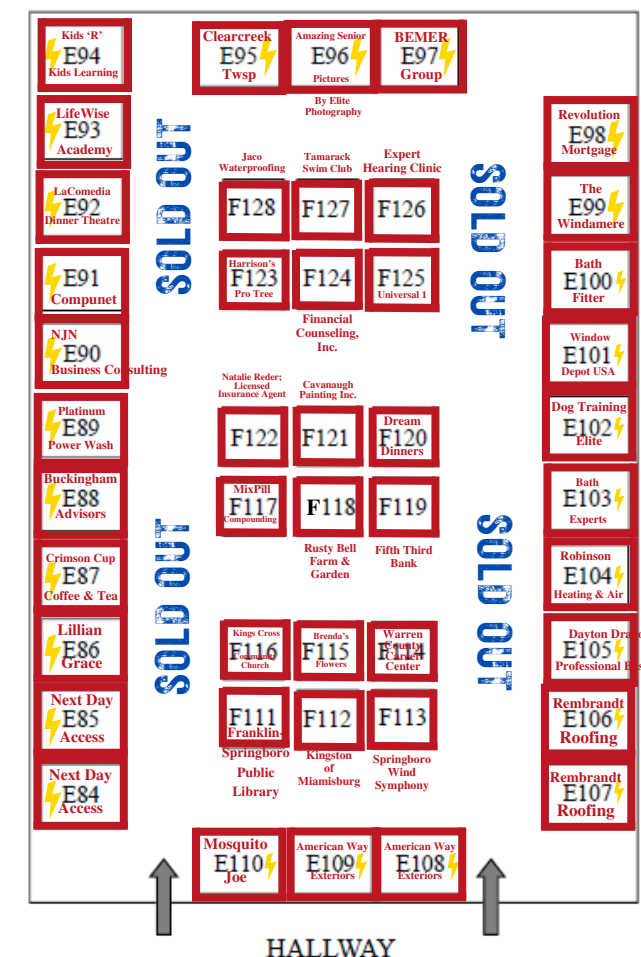 Kids ‘R’
E94
Kids Learning
Clearcreek
E95
Twsp
Amazing Senior
E96
Pictures
By Elite
Photography
BEMER
E97
Group
LifeWise
E93
Academy
Revolution
E98
Mortgage
SOLD OUT
SOLD OUT
Jaco
Waterproofing
F128
Tamarack
Swim Club
F127
Expert
Hearing Clinic
F126
LaComedia
E92
Dinner Theatre
The
E99
Windamere
E91
Compunet
Harrison’s
F123
Pro Tree
F124
Financial
Counseling,
Inc.
F125
Universal 1
Bath
E100
Fitter
NJN
E90
Business Consulting
Window
E101
Depot USA
Natalie Reder;
Licensed
Insurance Agent
F122
Cavanaugh
Painting Inc.
F121
Dream
F120
Dinners
Platinum
E89
Power Wash
Dog Training
E102
Elite
Buckingham
E88
Advisors
MixPill
F117
Compounding
F118
Rusty Bell
Farm &
Garden
F119
Fifth Third
Bank
Bath
E103
Experts
SOLD OUT
SOLD OUT
Crimson Cup
E87
Coffee & Tea
Robinson
E104
Heating & Air
Lillian
E86
Grace
Kings Cross
F116
Community
Church
Brenda’s
F115
Flowers
Warren
County
F114
Career
Center
Dayton
E105
Professional
Next Day
E85
Access
F111
Franklin-
Springboro
Public
Library
F112
Kingston
of
Miamisburg
F113
Springboro
Wind
Symphony
Rembrandt
E106
Roofing
Next Day
E84
Access
Rembrandt
E107
Roofing
Mosquito
E110
Joe
American Way
E109
Exteriors
American Way
E108
Exteriors
HALLWAY